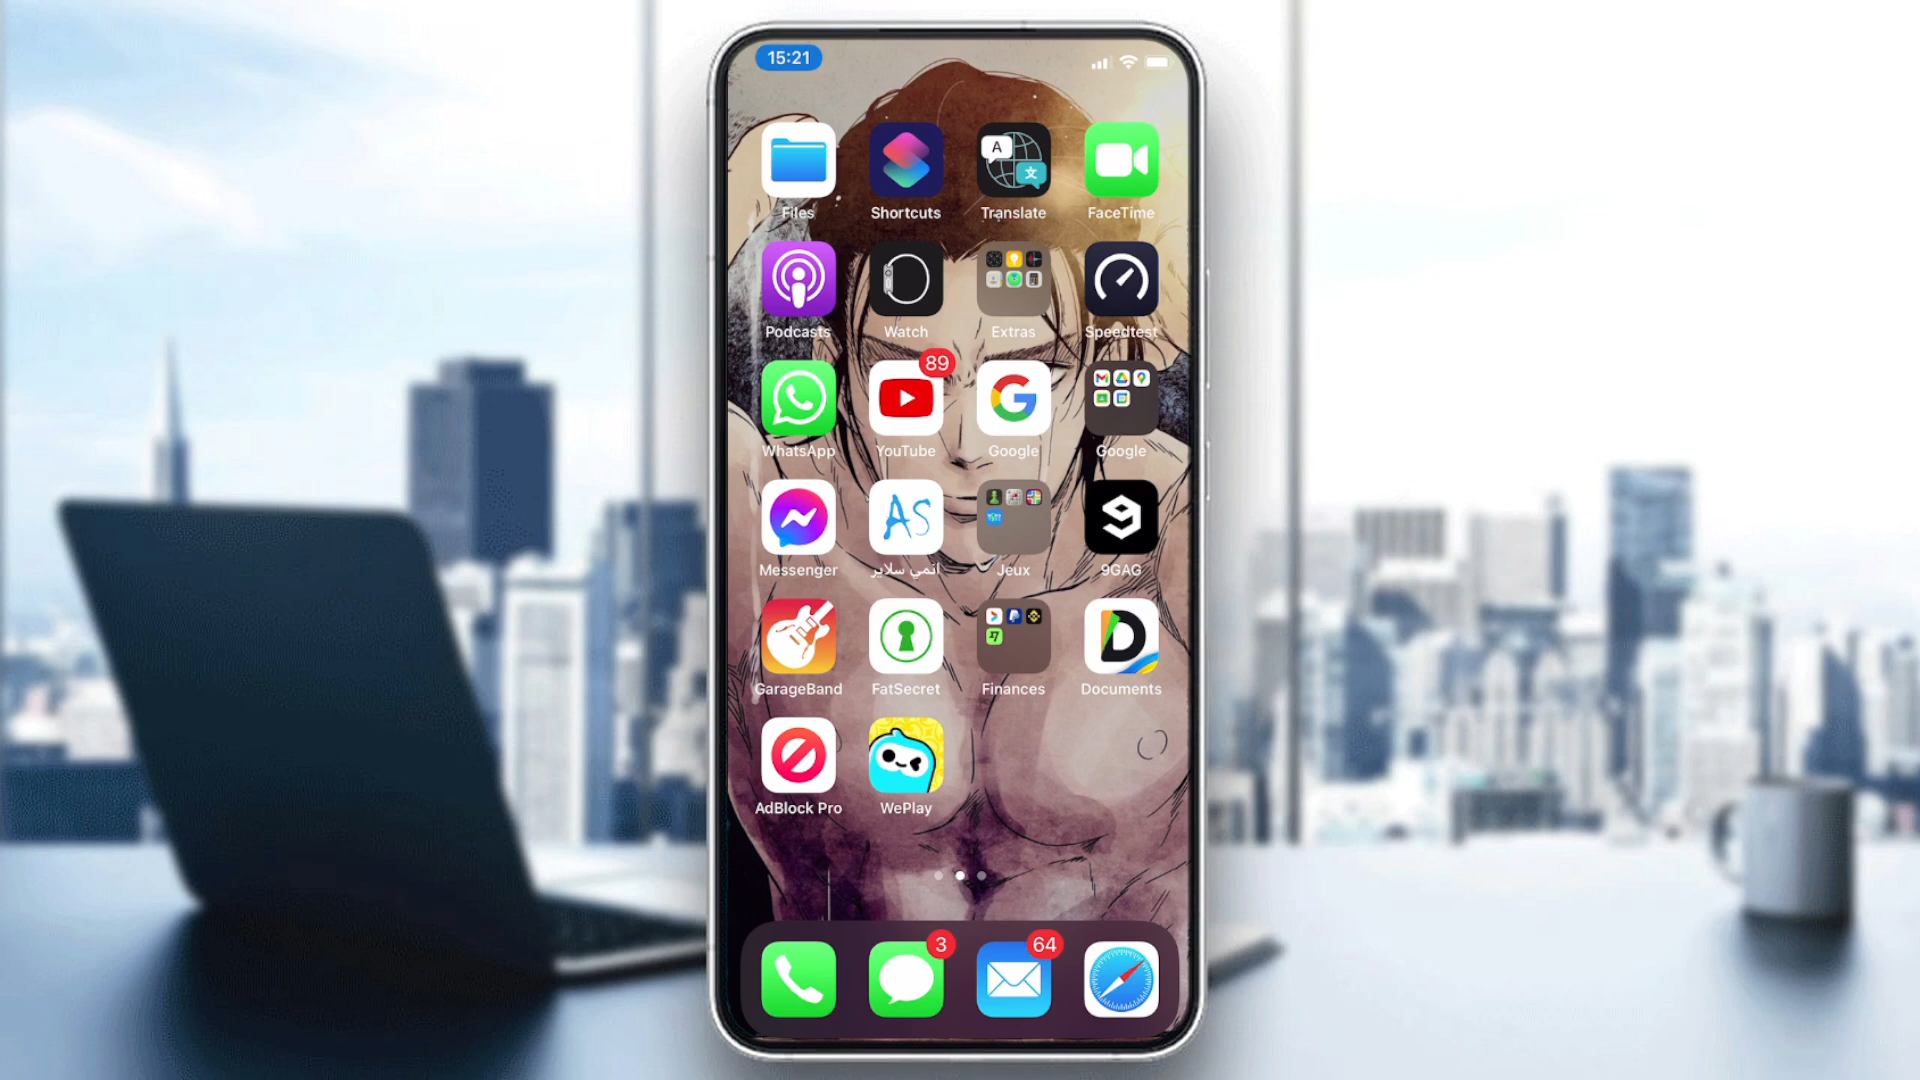 15:21
Files Shortcuts Translate FaceTime
Podcasts Watch Extras Speedtest
89
WhatsApp YouTube Google Google
Messenger انمي سلاير Jeux 9GAG
GarageBand FatSecret Finances Documents
AdBlock Pro WePlay
3 64